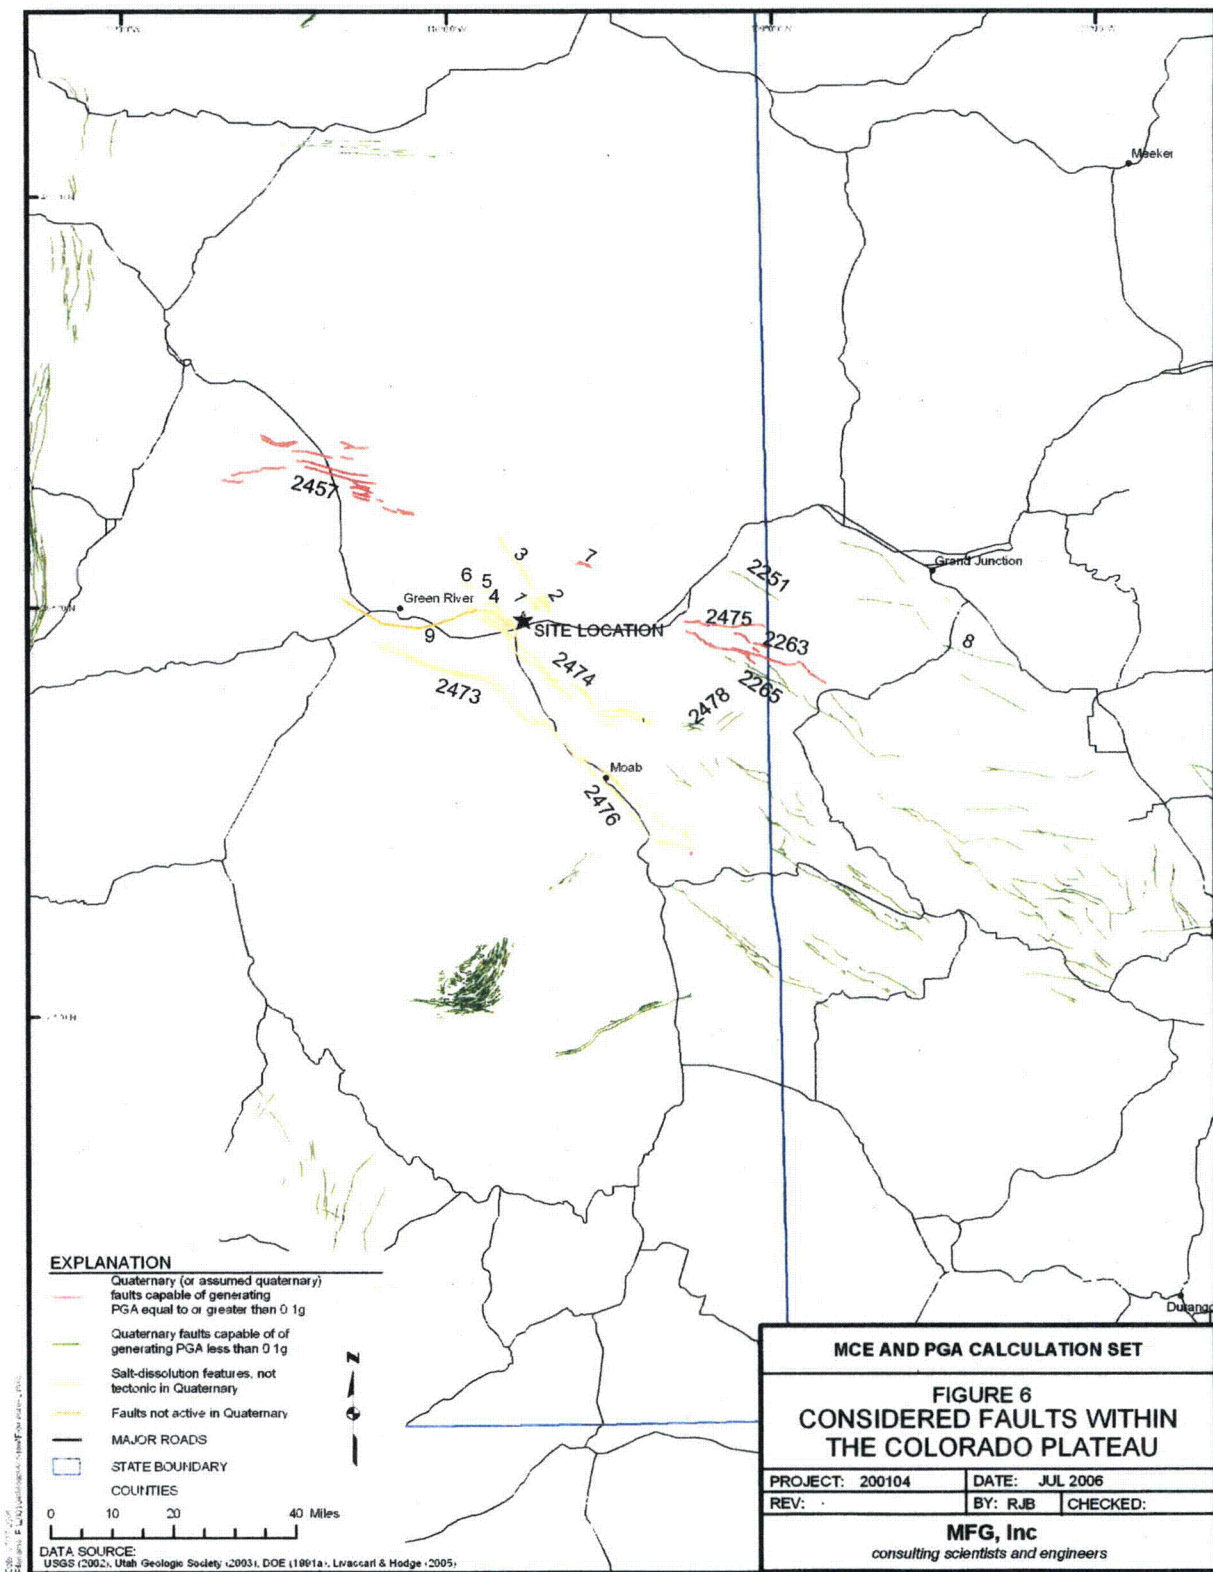 Meeker
2457
3
7
6
5
4
1
2
Green River
9
SITE LOCATION
2473
2474
2251
Grand Junction
2475
2263
8
2265
2478
Moab
2476
Durango
EXPLANATION
Quaternary (or assumed quaternary)
faults capable of generating
PGA equal to or greater than 0 1g
Quaternary faults capable of of
generating PGA less than 0 1g
Salt-dissolution features, not
tectonic in Quaternary
Faults not active in Quaternary
MAJOR ROADS
STATE BOUNDARY
COUNTIES
N
0 10 20 40 Miles
DATA SOURCE:
USGS (2002), Utah Geologic Society (2003), DOE (1991a), Livaccari & Hodge (2005)
MCE AND PGA CALCULATION SET
FIGURE 6
CONSIDERED FAULTS WITHIN
THE COLORADO PLATEAU
PROJECT: 200104 DATE: JUL 2006
REV: BY: RJB CHECKED:
MFG, Inc
consulting scientists and engineers